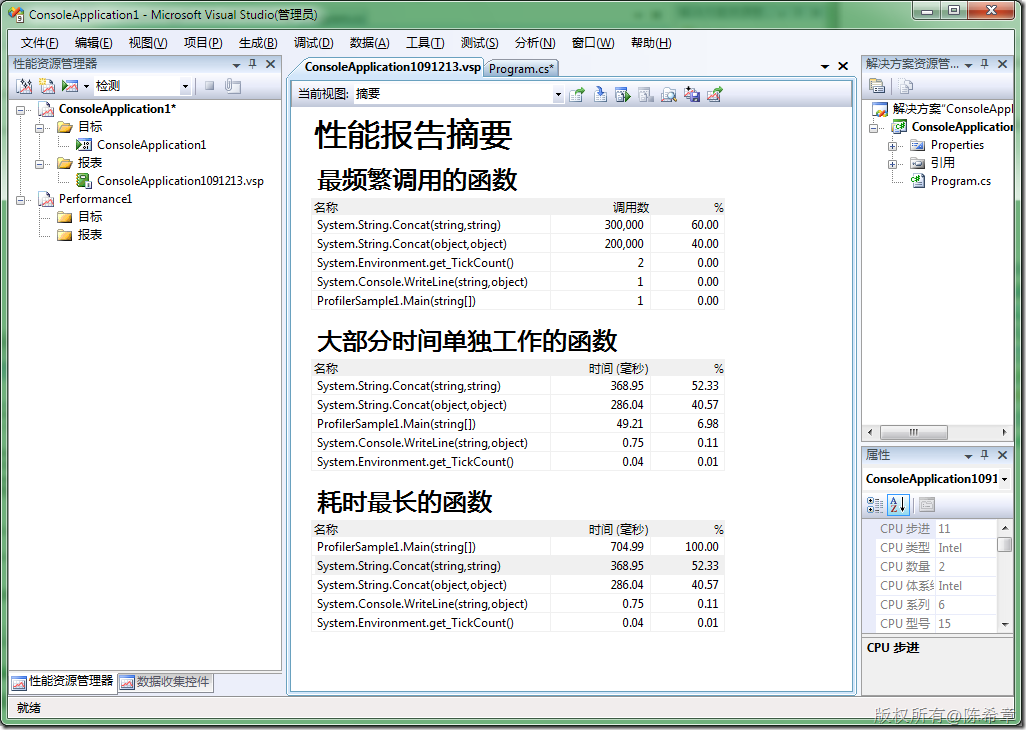 ConsoleApplication1 - Microsoft Visual Studio(管理员)
文件(F) 编辑(E) 视图(V) 项目(P) 生成(B) 调试(D) 数据(A) 工具(T) 测试(S) 分析(N) 窗口(W) 帮助(H)
性能资源管理器
检测
ConsoleApplication1*
目标
ConsoleApplication1
报表
ConsoleApplication1091213.vsp
Performance1
目标
报表
性能资源管理器 数据收集控件
ConsoleApplication1091213.vsp Program.cs*
当前视图: 摘要
性能报告摘要
最频繁调用的函数
名称 调用数 %
System.String.Concat(string,string) 300,000 60.00
System.String.Concat(object,object) 200,000 40.00
System.Environment.get_TickCount() 2 0.00
System.Console.WriteLine(string,object) 1 0.00
ProfilerSample1.Main(string[]) 1 0.00
大部分时间单独工作的函数
名称 时间 (毫秒) %
System.String.Concat(string,string) 368.95 52.33
System.String.Concat(object,object) 286.04 40.57
ProfilerSample1.Main(string[]) 49.21 6.98
System.Console.WriteLine(string,object) 0.75 0.11
System.Environment.get_TickCount() 0.04 0.01
耗时最长的函数
名称 时间 (毫秒) %
ProfilerSample1.Main(string[]) 704.99 100.00
System.String.Concat(string,string) 368.95 52.33
System.String.Concat(object,object) 286.04 40.57
System.Console.WriteLine(string,object) 0.75 0.11
System.Environment.get_TickCount() 0.04 0.01
解决方案资源管...
解决方案"ConsoleAppl
ConsoleApplication
Properties
引用
Program.cs
属性
ConsoleApplication1091
CPU 步进 11
CPU 类型 Intel
CPU 数量 2
CPU 体系 Intel
CPU 系列 6
CPU 型号 15
CPU 步进
就绪
版权所有@陈希章